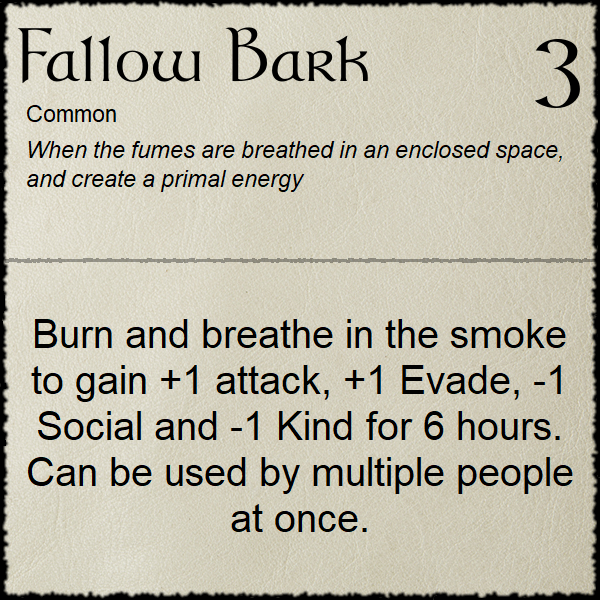 Fallow Bark
3
Common
When the fumes are breathed in an enclosed space,
and create a primal energy
Burn and breathe in the smoke
to gain +1 attack, +1 Evade, -1
Social and -1 Kind for 6 hours.
Can be used by multiple people
at once.